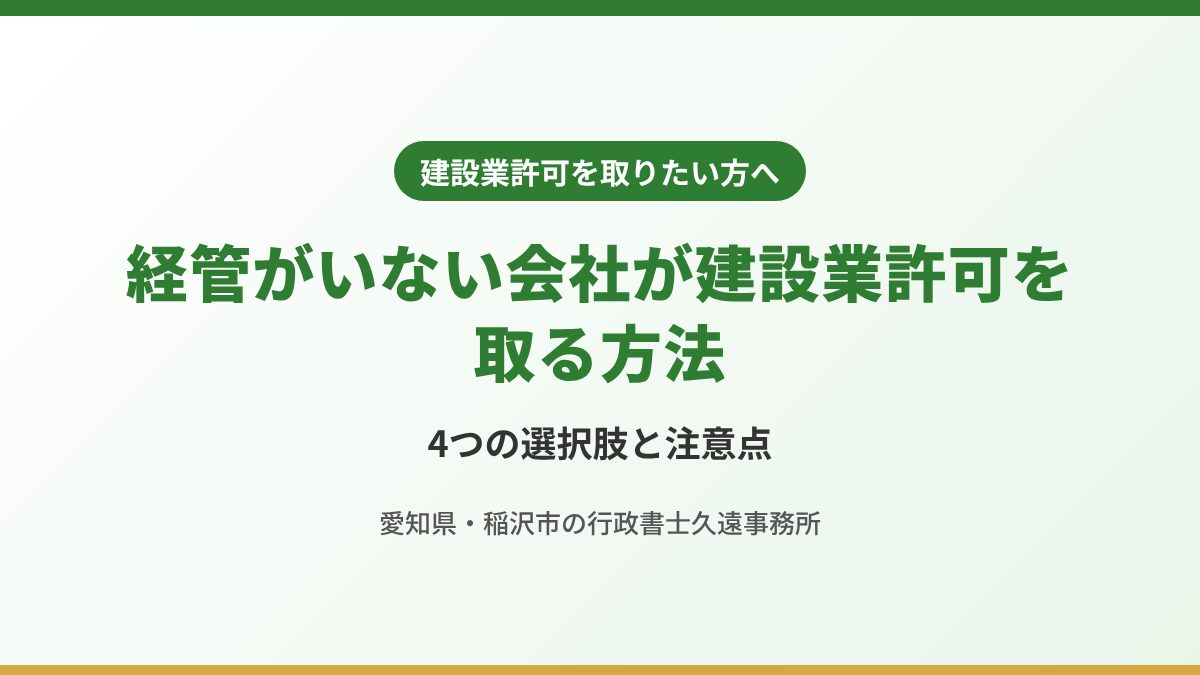 建設業許可を取りたい方へ
経管がいない会社が建設業許可を
取る方法
4つの選択肢と注意点
愛知県・稲沢市の行政書士久遠事務所